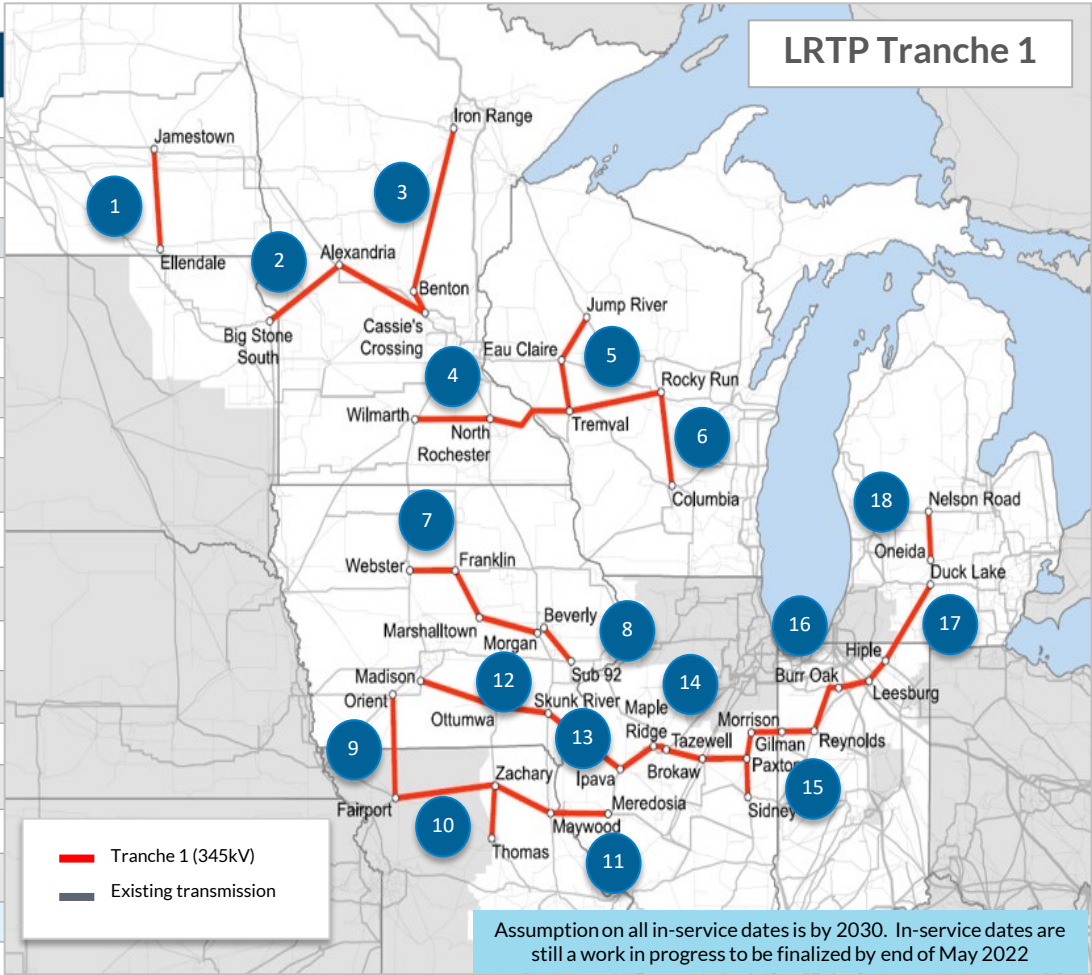 LRTP Tranche 1
Iron Range
Jamestown
3
1
Ellendale
2
Alexandria
Benton
Big Stone
South
Cassie's
Crossing
Jump River
Eau Claire
5
4
Rocky Run
Wilmarth
North
Rochester
Tremval
6
Columbia
18
Nelson Road
Oneida
Duck Lake
7
Webster
Franklin
Marshalltown
Morgan
Beverly
8
Sub 92
16
17
Hiple
Burr Oak
Leesburg
Madison
Orient
12
14
Ottumwa
Skunk River
Maple
Ridge
13
Tazewell
Morrison
Gilman
Reynolds
9
Ipava
Brokaw
Paxton
15
Sidney
Zachary
Fairport
Meredosia
10
Maywood
Thomas
11
Tranche 1 (345kV)
Existing transmission
Assumption on all in-service dates is by 2030. In-service dates are
still a work in progress to be finalized by end of May 2022